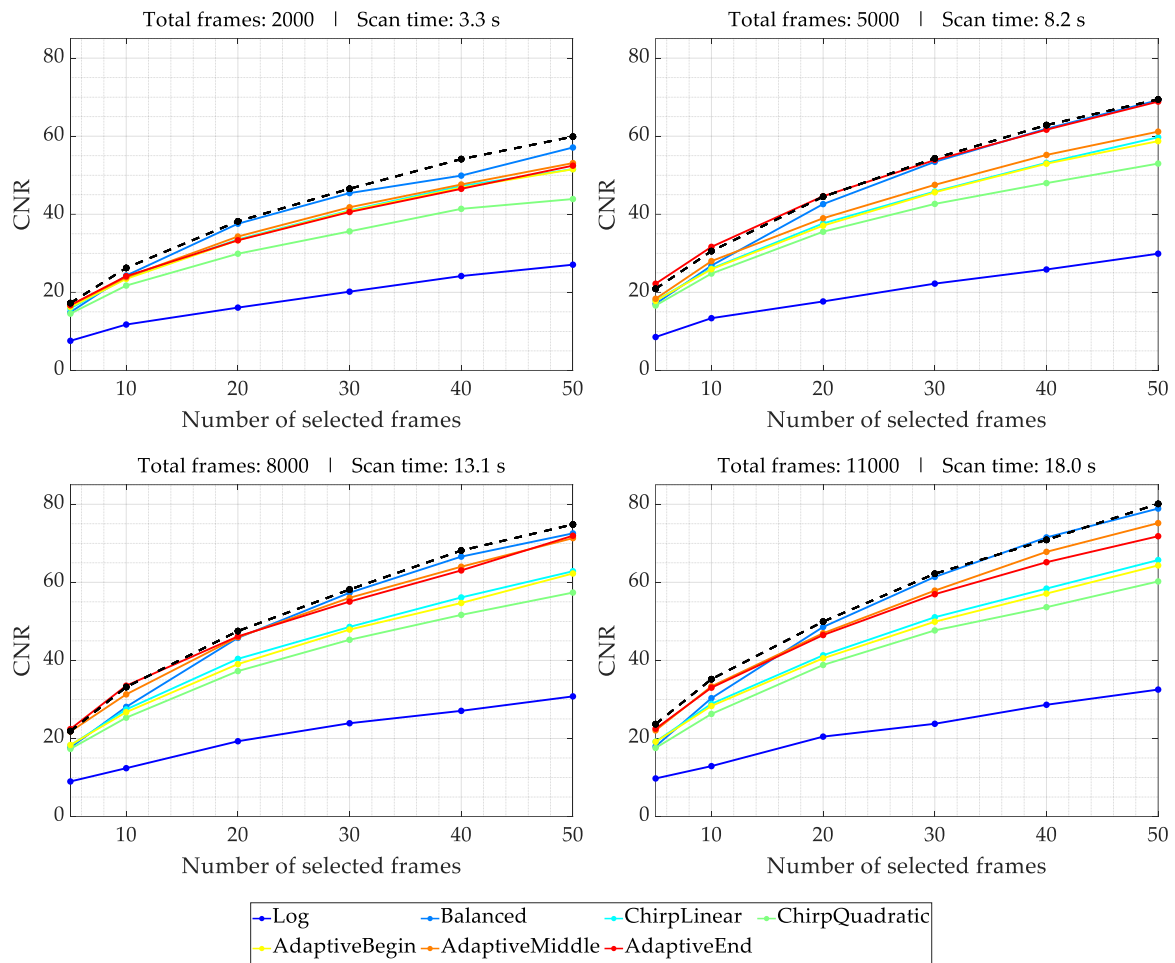 Total frames: 2000 | Scan time: 3.3 s
80
60
40
20
0
CNR
10 20 30 40 50
Number of selected frames
Total frames: 5000 | Scan time: 8.2 s
80
60
40
20
0
CNR
10 20 30 40 50
Number of selected frames
Total frames: 8000 | Scan time: 13.1 s
80
60
40
20
0
CNR
10 20 30 40 50
Number of selected frames
Total frames: 11000 | Scan time: 18.0 s
80
60
40
20
0
CNR
10 20 30 40 50
Number of selected frames
Log Balanced ChirpLinear ChirpQuadratic
AdaptiveBegin AdaptiveMiddle AdaptiveEnd